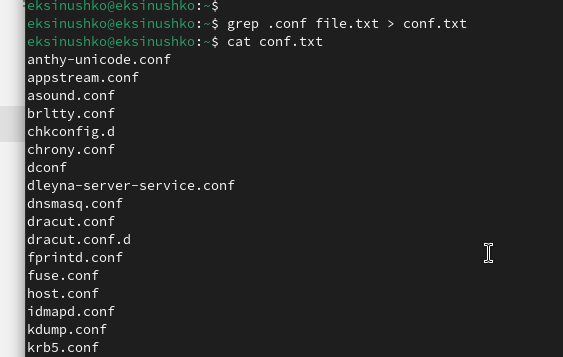 eksinushko@eksinushko:~$
eksinushko@eksinushko:~$ grep .conf file.txt > conf.txt
eksinushko@eksinushko:~$ cat conf.txt
anthy-unicode.conf
appstream.conf
asound.conf
brltty.conf
chkconfig.d
chrony.conf
dconf
dleyna-server-service.conf
dnsmasq.conf
dracut.conf
dracut.conf.d
fprintd.conf
fuse.conf
host.conf
idmapd.conf
kdump.conf
krb5.conf